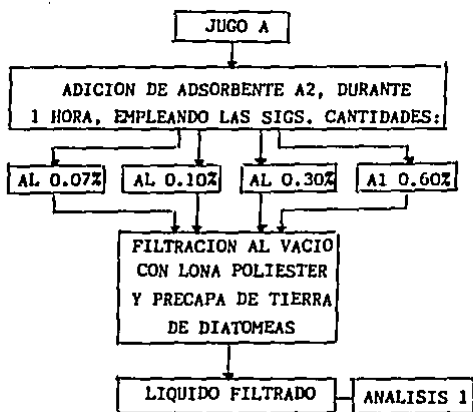 JUGO A
ADICION DE ADSORBENTE A2, DURANTE
1 HORA, EMPLEANDO LAS SIGS. CANTIDADES:
AL 0.07% AL 0.10% AL 0.30% A1 0.60%
FILTRACION AL VACIO
CON LONA POLIESTER
Y PRECAPA DE TIERRA
DE DIATOMEAS
LIQUIDO FILTRADO ANALISIS 1